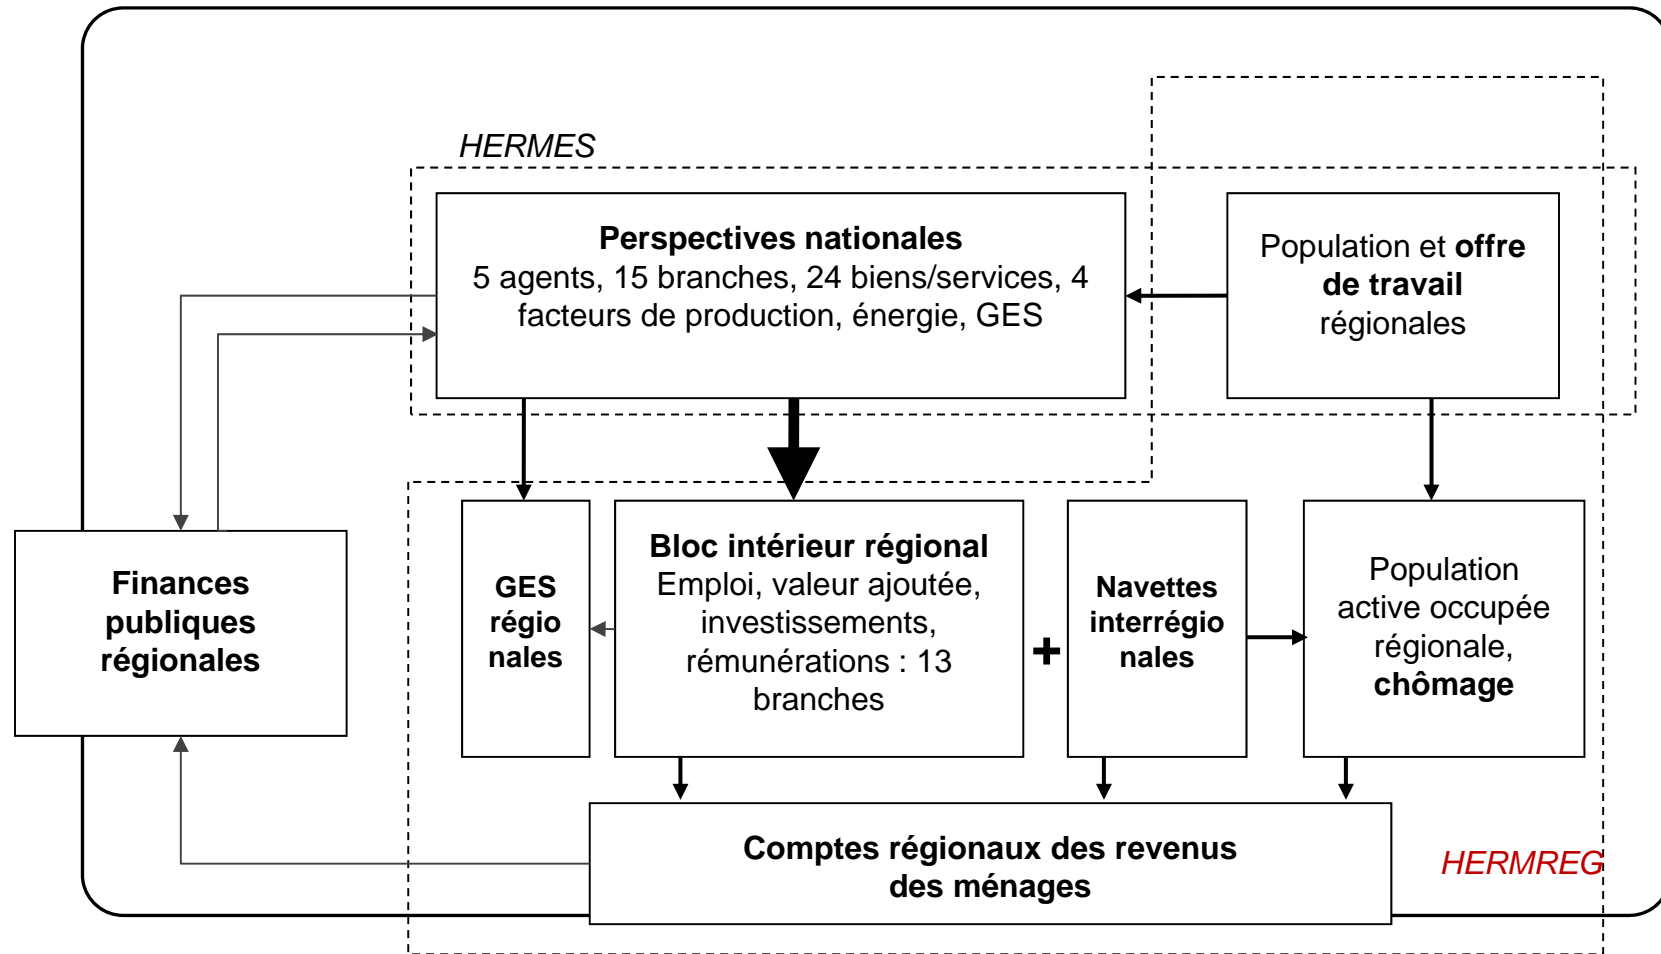 HERMES
Perspectives nationales
5 agents, 15 branches, 24 biens/services, 4
facteurs de production, énergie, GES
Population et offre
de travail
régionales
Finances
publiques
régionales
GES
régio
nales
Bloc intérieur régional
Emploi, valeur ajoutée,
investissements,
rémunérations : 13
branches
+
Navettes
interrégio
nales
Population
active occupée
régionale,
chômage
Comptes régionaux des revenus
des ménages
HERMREG